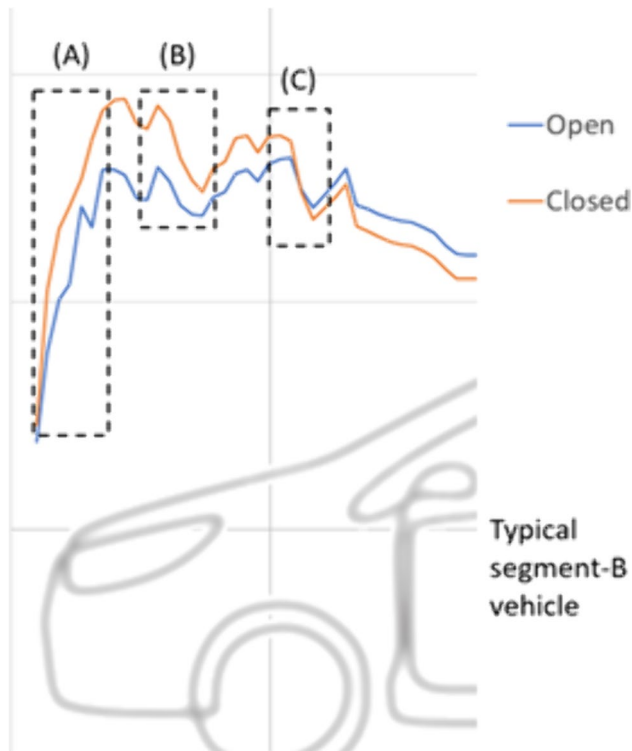 (A)
(B)
(C)
Open
Closed
Typical
segment-B
vehicle